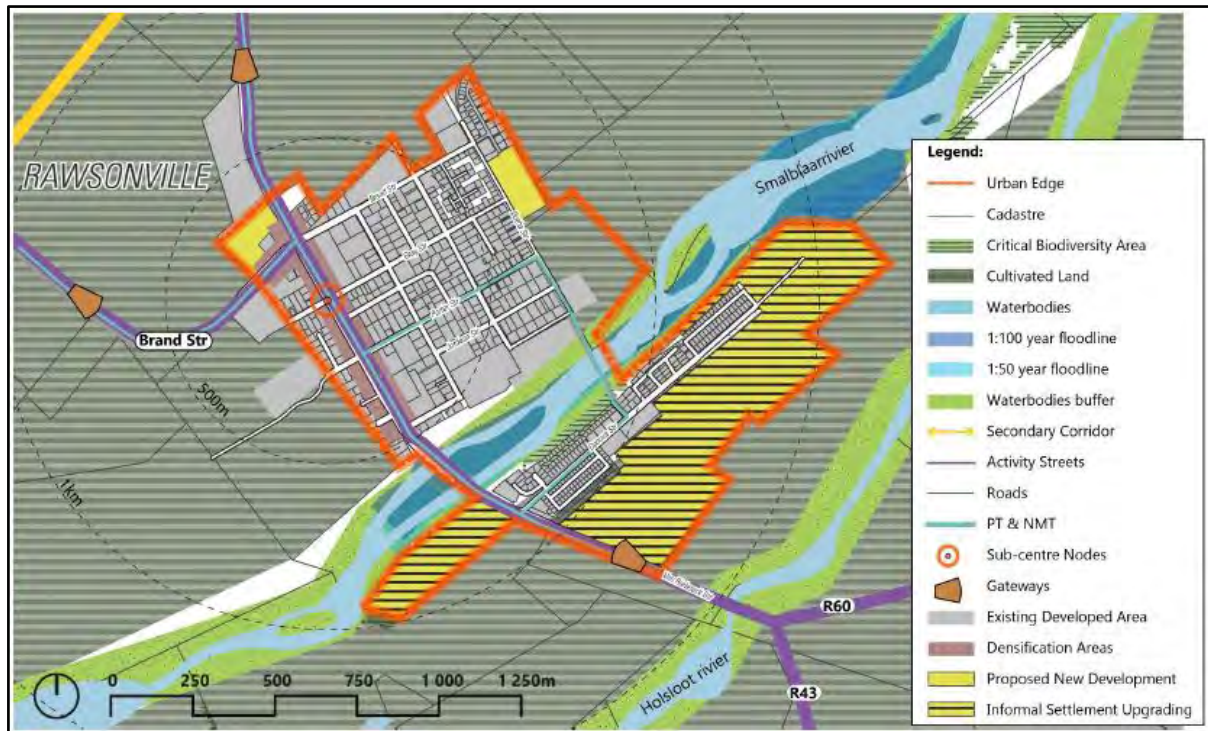 RAWSONVILLE
Smalblaarrivier
Brand Str
500m
1km
0 250 500 750 1 000 1 250m
Holsloot rivier
R60
R43
Legend:
Urban Edge
Cadastre
Critical Biodiversity Area
Cultivated Land
Waterbodies
1:100 year floodline
1:50 year floodline
Waterbodies buffer
Secondary Corridor
Activity Streets
Roads
PT & NMT
Sub-centre Nodes
Gateways
Existing Developed Area
Densification Areas
Proposed New Development
Informal Settlement Upgrading